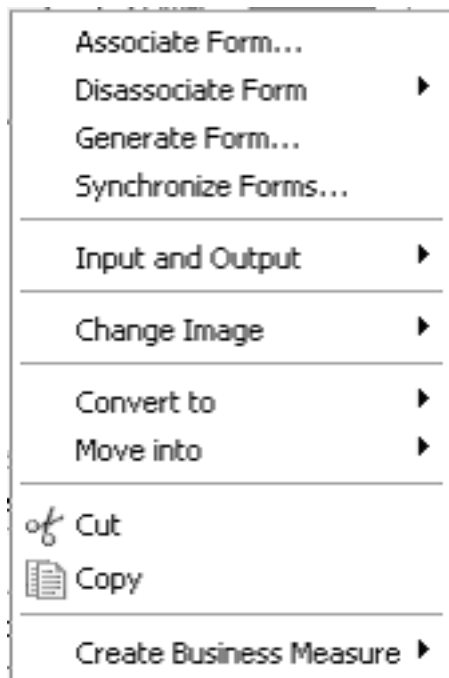 Associate Form...
Disassociate Form
Generate Form...
Synchronize Forms...
Input and Output
Change Image
Convert to
Move into
Cut
Copy
Create Business Measure